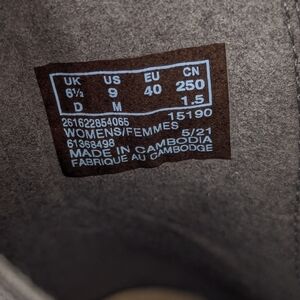 UK US EU CN
6½ 9 40 250
D M 1.5
261622854065 15190
WOMENS/FEMMES 5/21
61368498
MADE IN CAMBODIA
FABRIQUE AU CAMBODGE